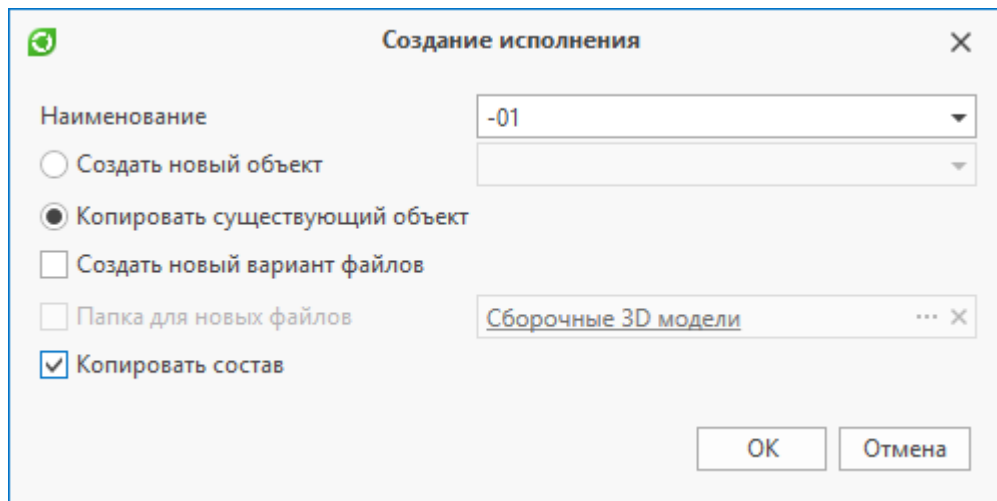 Создание исполнения
Наименование -01
Создать новый объект
Копировать существующий объект
Создать новый вариант файлов
Папка для новых файлов Сборочные 3D модели ...
Копировать состав
ОК Отмена